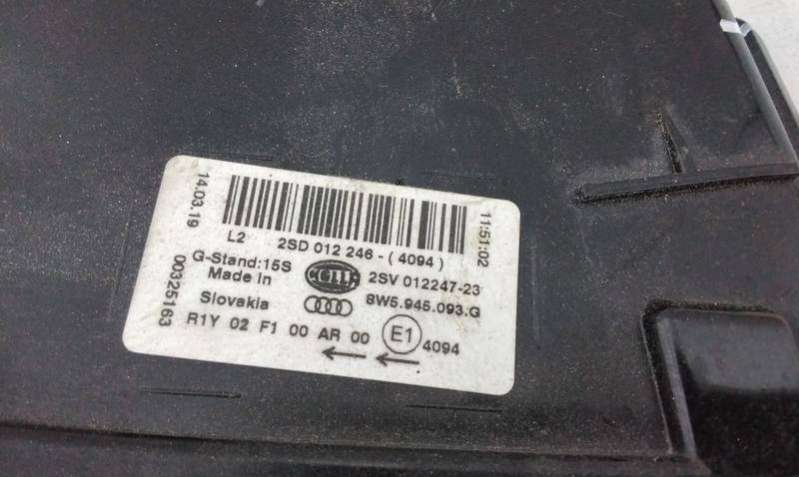 14.03.19
11:51:02
L2 2SD 012 246-(4094)
G-Stand:15S
Made in
HELLA
2SV 012247-23
Slovakia
8W5.945.093.G
R1Y 02 F1 00 AR 00
E1
4094
00325163